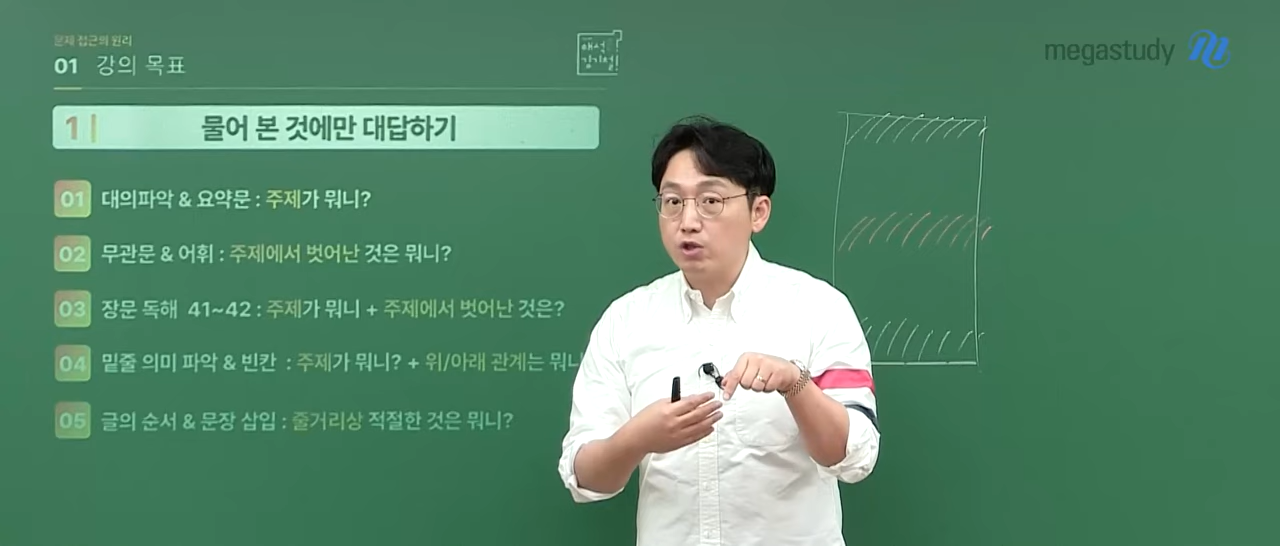 문제 접근의 원리
01 강의 목표
해석!
megastudy
1 물어 본 것에만 대답하기
01 대의파악 & 요약문 : 주제가 뭐니?
02 무관문 & 어휘 : 주제에서 벗어난 것은 뭐니?
03 장문 독해 41~42 : 주제가 뭐니 + 주제에서 벗어난 것은?
04 밑줄 의미 파악 & 빈칸 : 주제가 뭐니? + 위/아래 관계는 뭐니
05 글의 순서 & 문장 삽입 : 줄거리상 적절한 것은 뭐니?